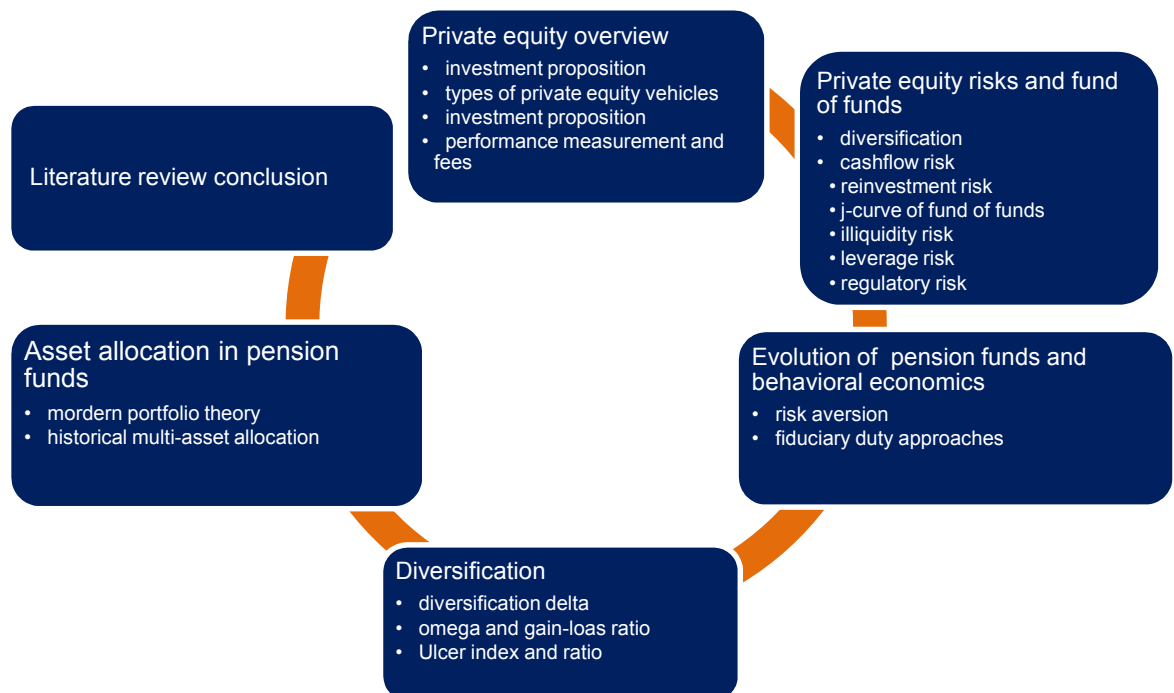 Private equity overview
• investment proposition
• types of private equity vehicles
• investment proposition
• performance measurement and
fees
Private equity risks and fund
of funds
• diversification
• cashflow risk
• reinvestment risk
• j-curve of fund of funds
• illiquidity risk
• leverage risk
• regulatory risk
Evolution of pension funds and
behavioral economics
• risk aversion
• fiduciary duty approaches
Diversification
• diversification delta
• omega and gain-loas ratio
• Ulcer index and ratio
Asset allocation in pension
funds
• mordern portfolio theory
• historical multi-asset allocation
Literature review conclusion